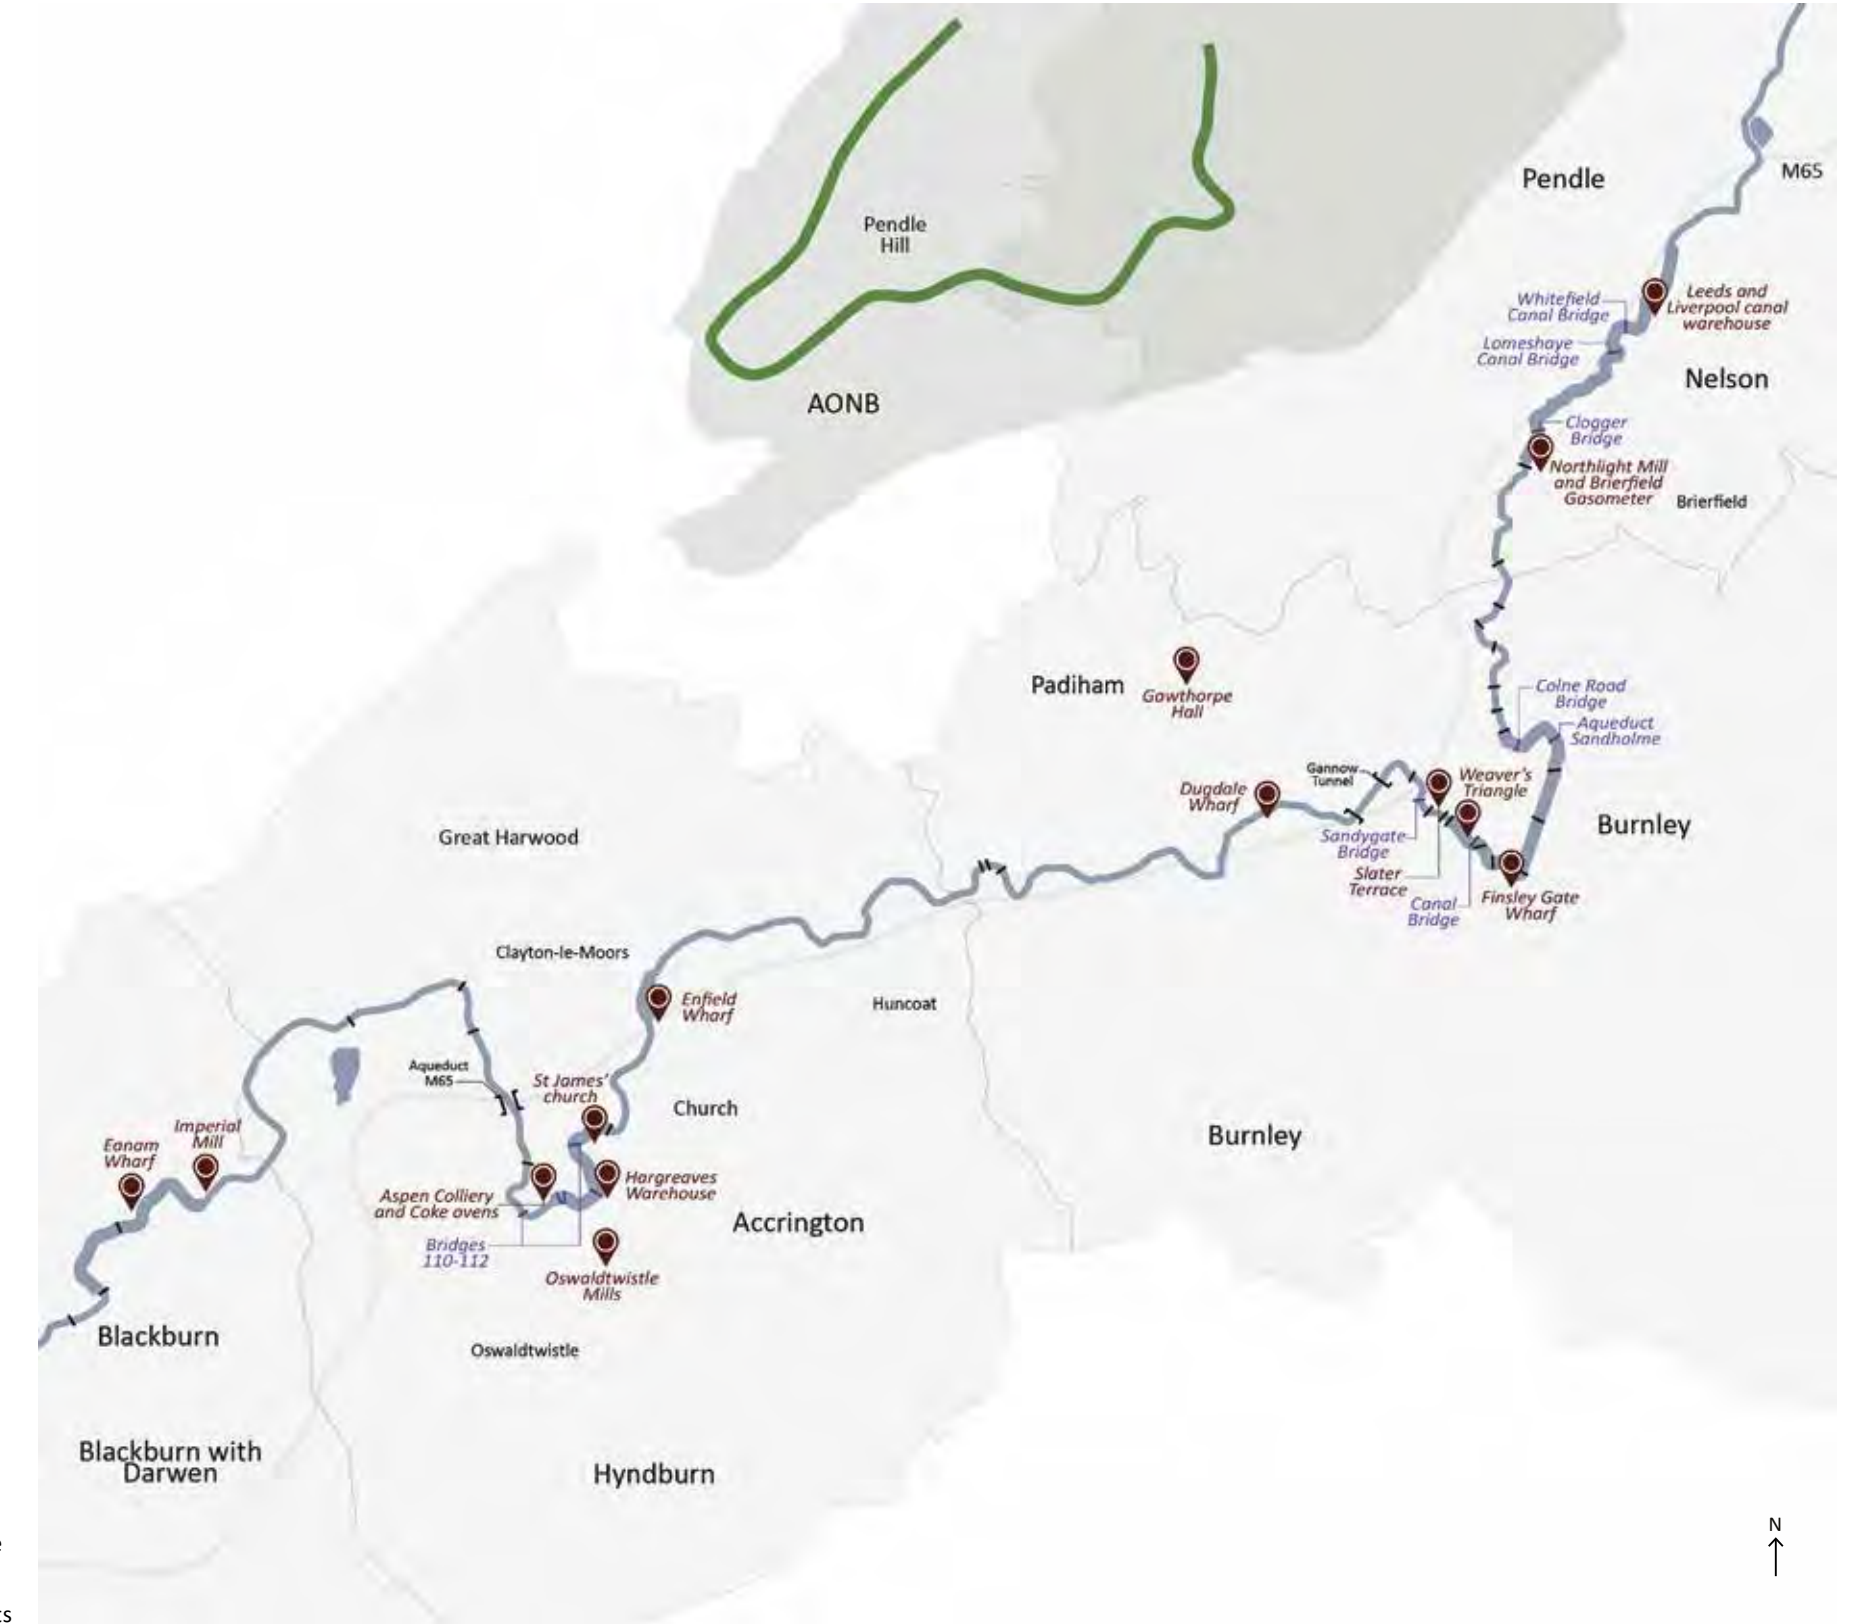 Pendle
M65
Pendle
Hill
Whitefield
Canal Bridge
Leeds and
Liverpool canal
warehouse
Lomeshaye
Canal Bridge
Nelson
AONB
Clogger
Bridge
Northlight Mill
and Brierfield
Gasometer
Brierfield
Padiham
Gawthorpe
Hall
Colne Road
Bridge
Aqueduct
Sandholme
Gannow
Tunnel
Weaver's
Triangle
Dugdale
Wharf
Burnley
Sandygate
Bridge
Slater
Terrace
Canal
Bridge
Finsley Gate
Wharf
Great Harwood
Clayton-le-Moors
Enfield
Wharf
Huncoat
Aqueduct
M65
St James'
church
Church
Burnley
Imperial
Mill
Eanam
Wharf
Hargreaves
Warehouse
Aspen Colliery
and Coke ovens
Accrington
Bridges
110-112
Oswaldtwistle
Mills
Blackburn
Oswaldtwistle
Blackburn with
Darwen
Hyndburn
N